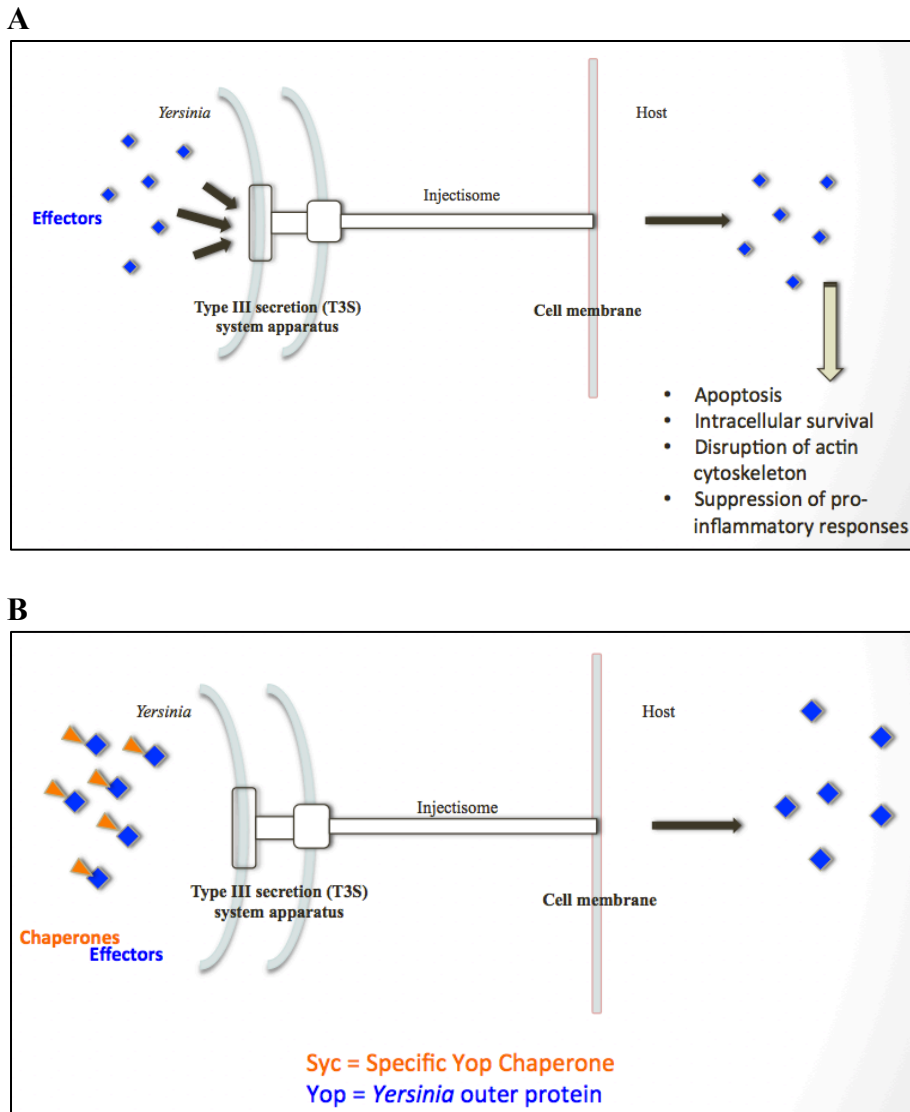 A
Yersinia
Host
Injectisome
Effectors
Type III secretion (T3S)
system apparatus
Cell membrane
• Apoptosis
• Intracellular survival
• Disruption of actin
cytoskeleton
• Suppression of pro-
inflammatory responses
B
Yersinia
Host
Injectisome
Type III secretion (T3S)
system apparatus
Cell membrane
Chaperones
Effectors
Syc = Specific Yop Chaperone
Yop = Yersinia outer protein